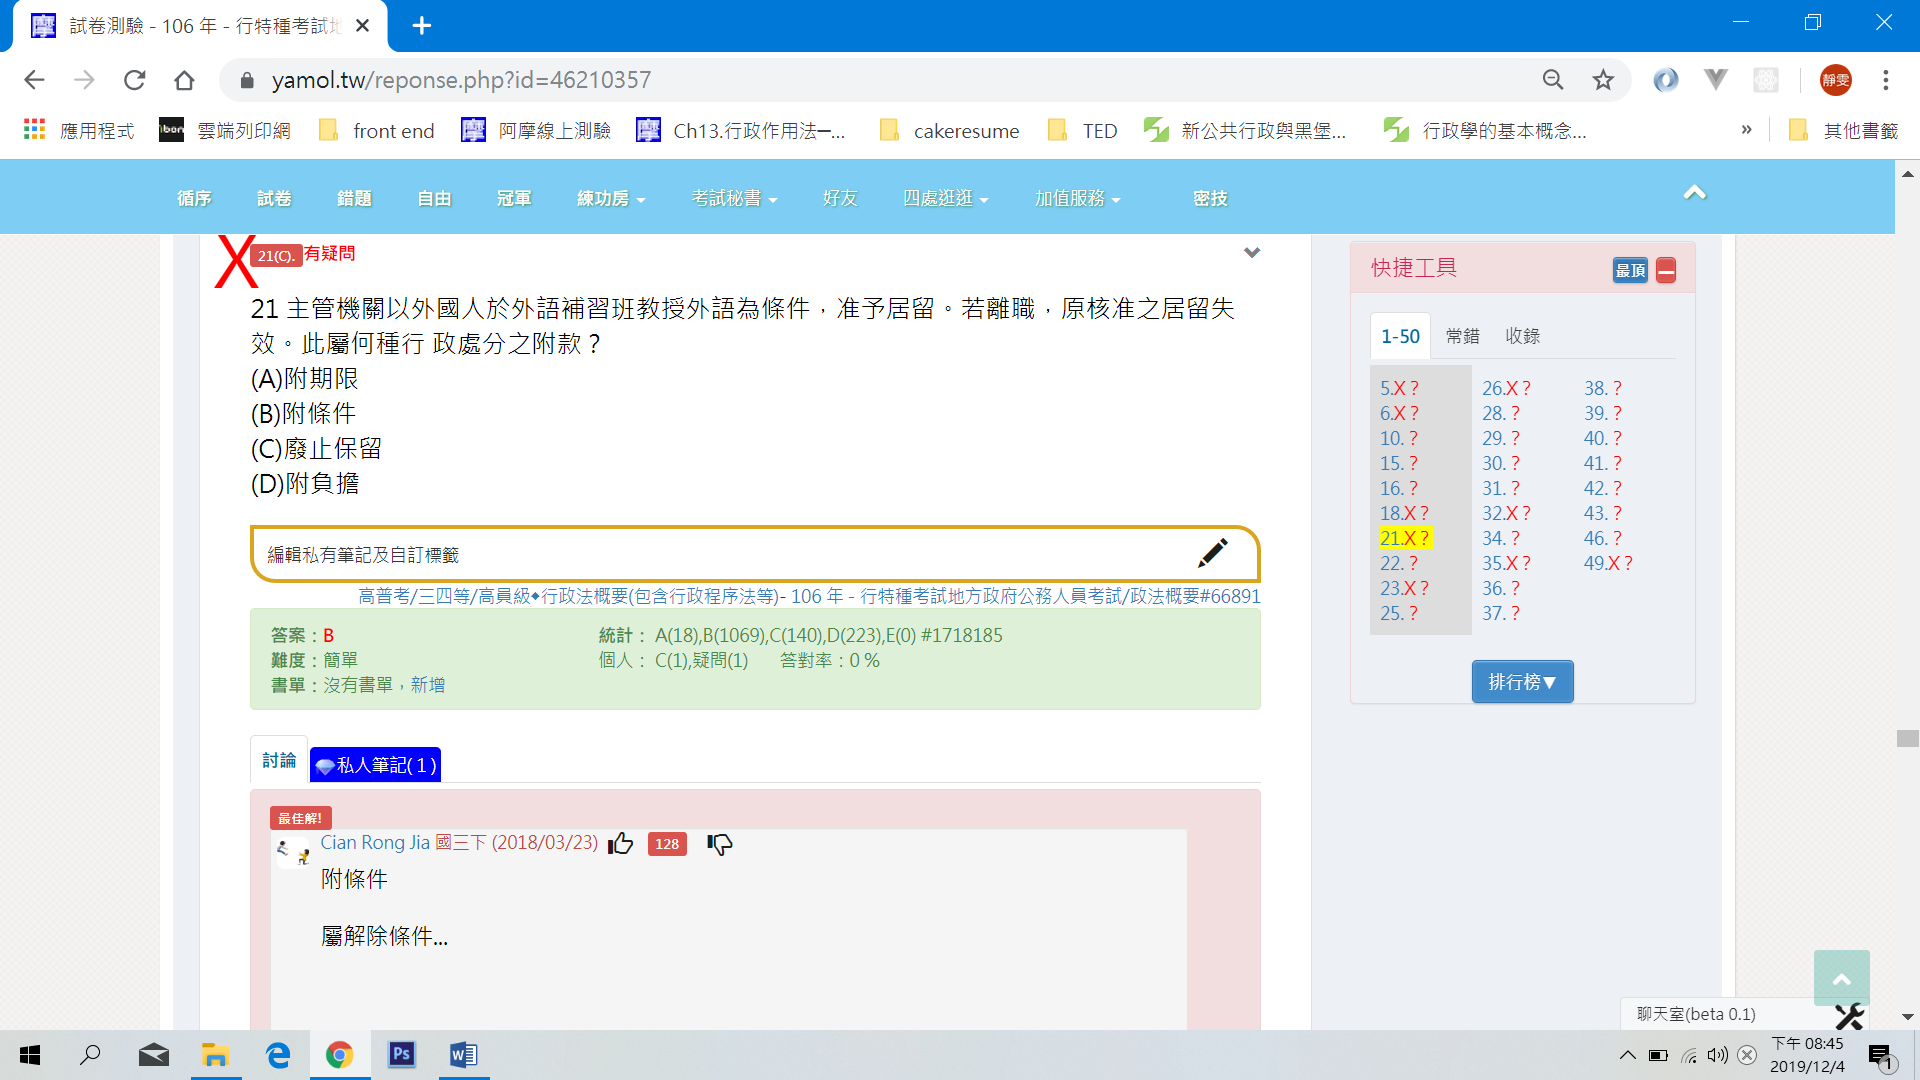 試卷測驗 - 106 年 - 行特種考試地
yamol.tw/reponse.php?id=46210357
靜雯
應用程式
ibon
雲端列印網
front end
阿摩線上測驗
Ch13.行政作用法─...
cakeresume
TED
新公共行政與黑堡...
行政學的基本概念...
»
其他書籤
循序 試卷 錯題 自由 冠軍 練功房 考試秘書 好友 四處逛逛 加值服務 密技
X 21(C). 有疑問
21 主管機關以外國人於外語補習班教授外語為條件，准予居留。若離職，原核准之居留失
效。此屬何種行 政處分之附款？
(A)附期限
(B)附條件
(C)廢止保留
(D)附負擔
編輯私有筆記及自訂標籤
高普考/三四等/高員級◆行政法概要(包含行政程序法等)- 106 年 - 行特種考試地方政府公務人員考試/政法概要#66891
答案：B
統計： A(18),B(1069),C(140),D(223),E(0) #1718185
難度：簡單
個人： C(1),疑問(1) 答對率：0 %
書單：沒有書單，新增
討論
私人筆記( 1 )
最佳解!
Cian Rong Jia 國三下 (2018/03/23) 128
附條件
屬解除條件...
快捷工具
最頂
1-50 常錯 收錄
5.X ? 26.X ? 38. ?
6.X ? 28. ? 39. ?
10. ? 29. ? 40. ?
15. ? 30. ? 41. ?
16. ? 31. ? 42. ?
18.X ? 32.X ? 43. ?
21.X ? 34. ? 46. ?
22. ? 35.X ? 49.X ?
23.X ? 36. ?
25. ? 37. ?
排行榜▼
聊天室(beta 0.1)
Ps
下午 08:45
2019/12/4
1